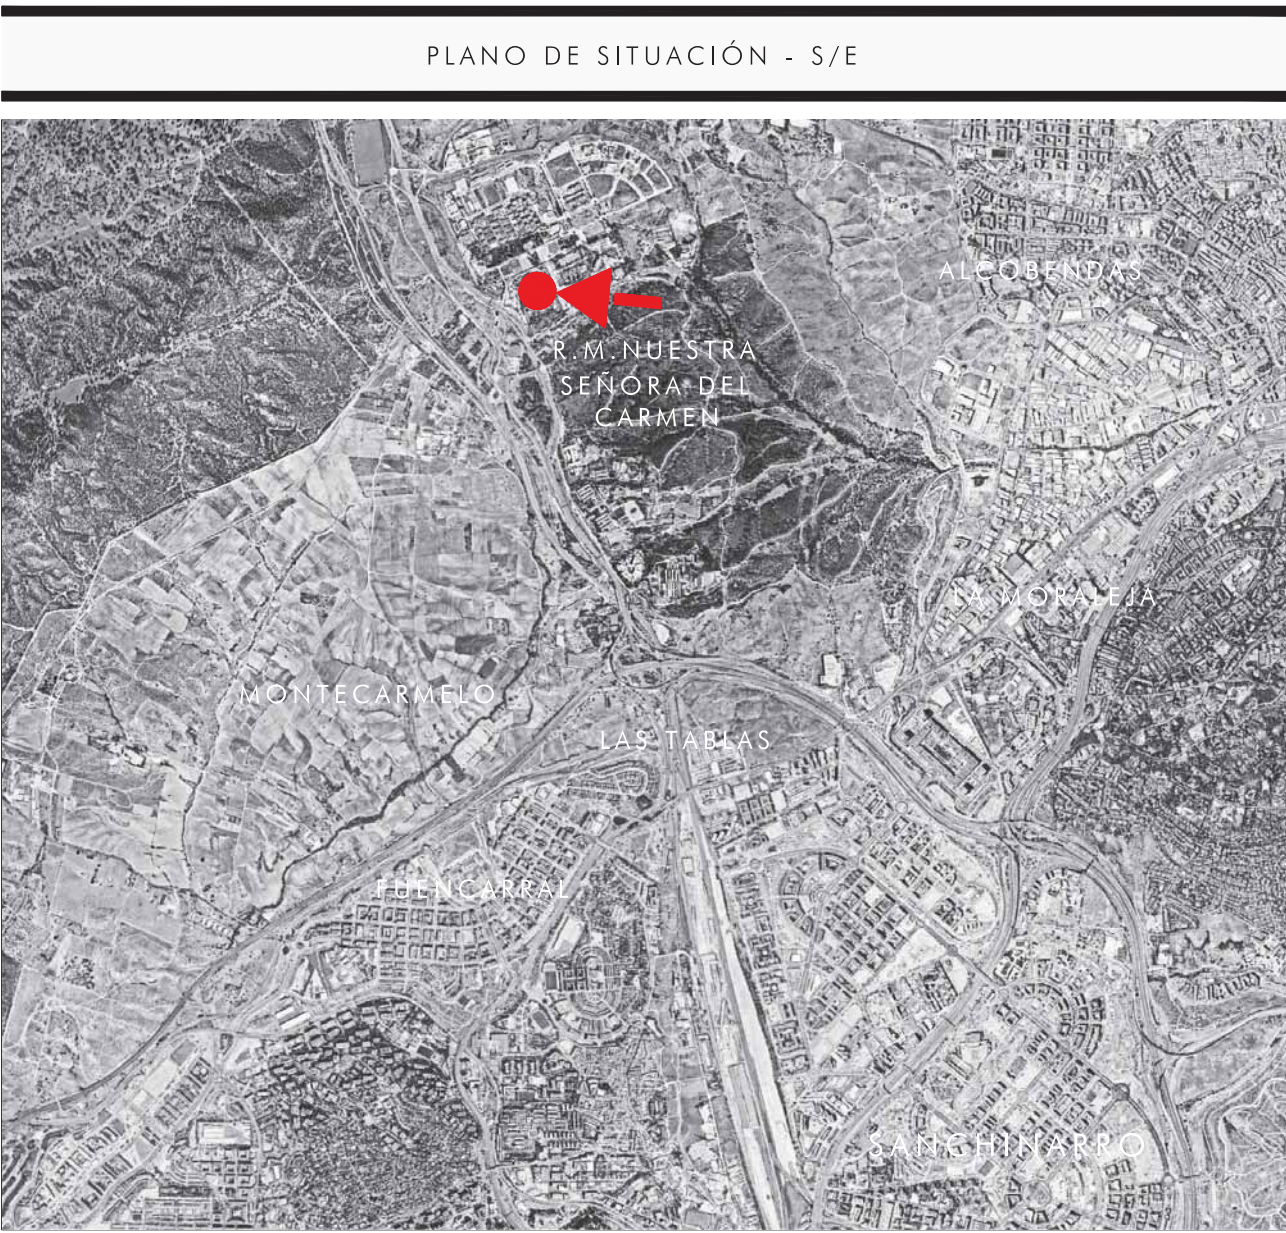 PLANO DE SITUACIÓN - S/E
ALCOBENDAS
R.M.NUESTRA
SEÑORA DEL
CARMEN
LA MORALEJA
MONTECARMELO
LAS TABLAS
FUENCARRAL
SANCHINARRO